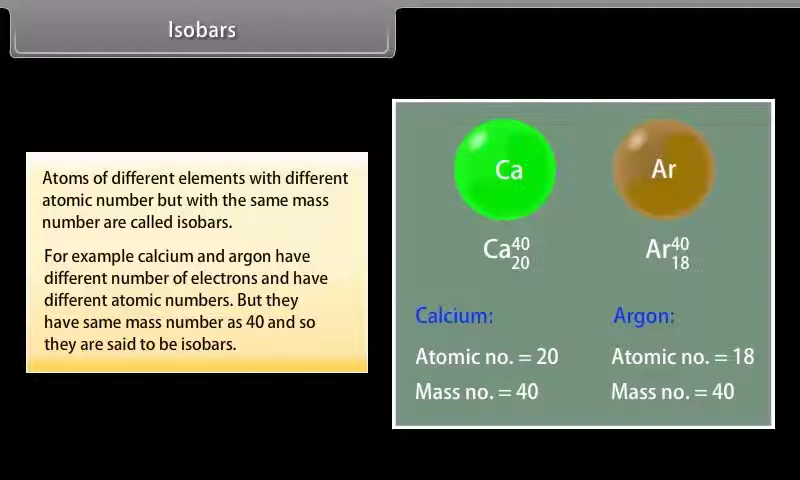 Isobars
Atoms of different elements with different
atomic number but with the same mass
number are called isobars.
For example calcium and argon have
different number of electrons and have
different atomic numbers. But they
have same mass number as 40 and so
they are said to be isobars.
Ca Ar
Ca⁴⁰₂₀ Ar⁴⁰₁₈
Calcium: Argon:
Atomic no. = 20 Atomic no. = 18
Mass no. = 40 Mass no. = 40